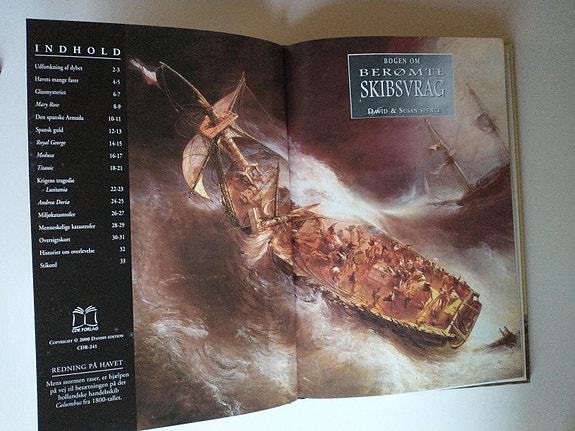 INDHOLD
Udforskning af dybet 2-3
Havets mange farer 4-5
Glasmysteriet 6-7
Mary Rose 8-9
Den spanske Armada 10-11
Spansk guld 12-13
Royal George 14-15
Medusa 16-17
Titanic 18-21
Krigens tragedie
- Lusitania 22-23
Andrea Doria 24-25
Miljøkatastrofer 26-27
Menneskelige katastrofer 28-29
Oversigtskort 30-31
Historier om overlevelse 32
Stikord 33
CDR FORLAG
COPYRIGHT © 2000 DANISH EDITION
CDR-241
REDNING PÅ HAVET
Mens stormen raser, er hjælpen
på vej til besætningen på det
hollandske handelsskib
Columbus fra 1800-tallet.
BOGEN OM
BERØMTE
SKIBSVRAG
DAVID & SUSAN SPENCE